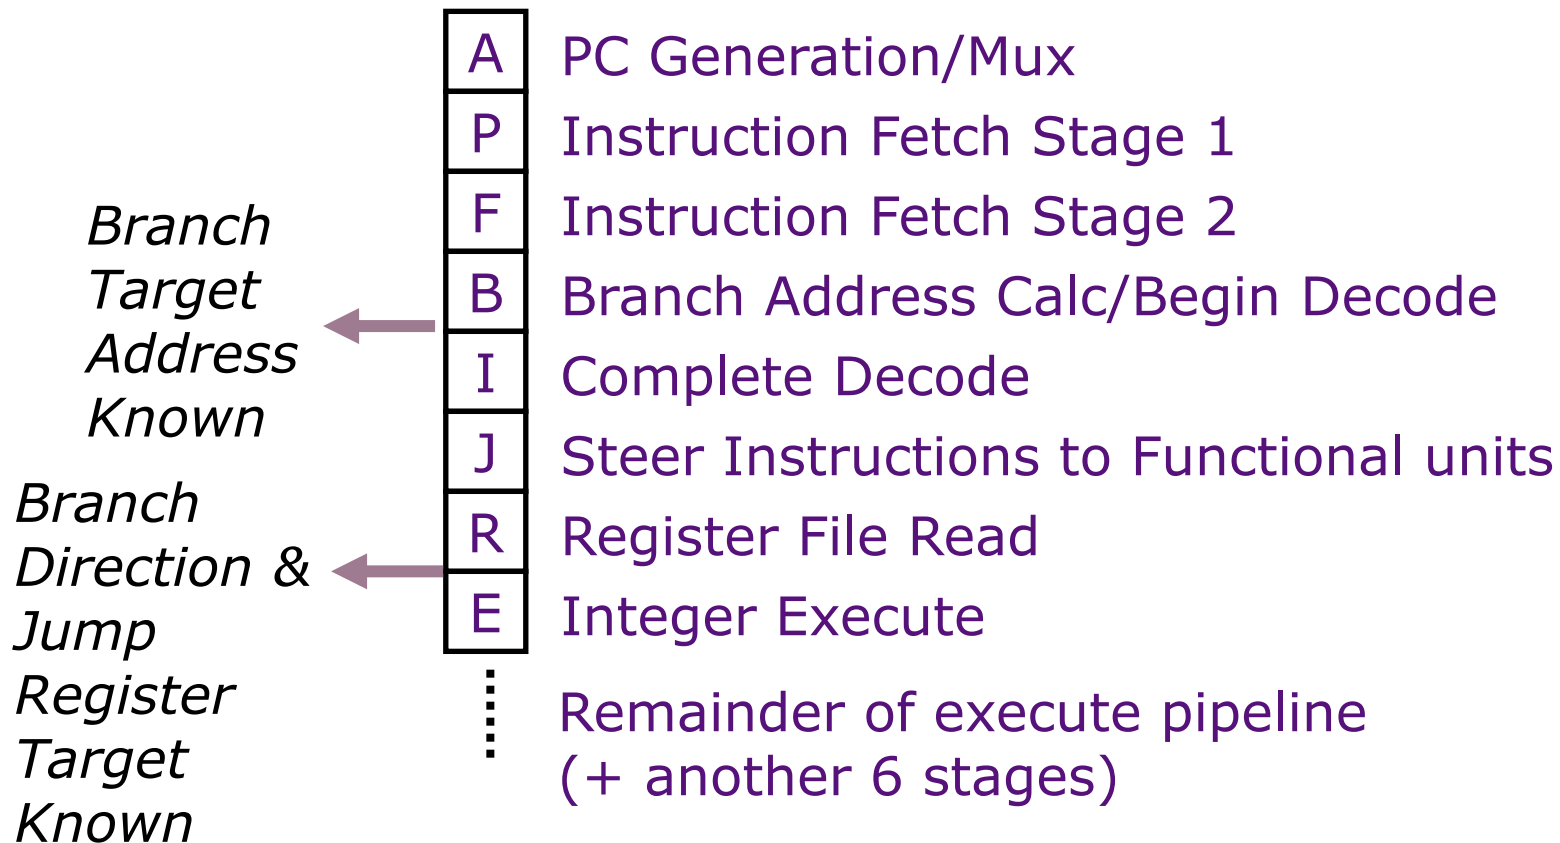 A PC Generation/Mux
P Instruction Fetch Stage 1
F Instruction Fetch Stage 2
B Branch Address Calc/Begin Decode
I Complete Decode
J Steer Instructions to Functional units
R Register File Read
E Integer Execute
Remainder of execute pipeline
(+ another 6 stages)
Branch
Target
Address
Known
Branch
Direction &
Jump
Register
Target
Known